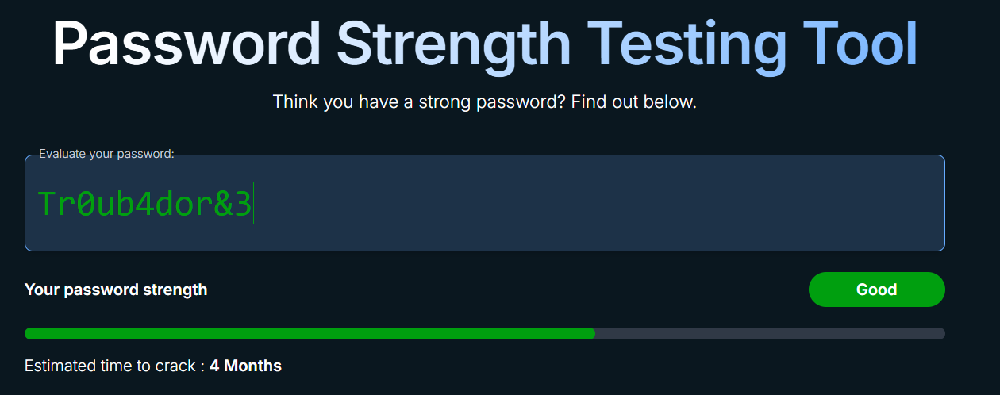 Password Strength Testing Tool
Think you have a strong password? Find out below.
Evaluate your password:
Tr0ub4dor&3
Your password strength
Good
Estimated time to crack : 4 Months